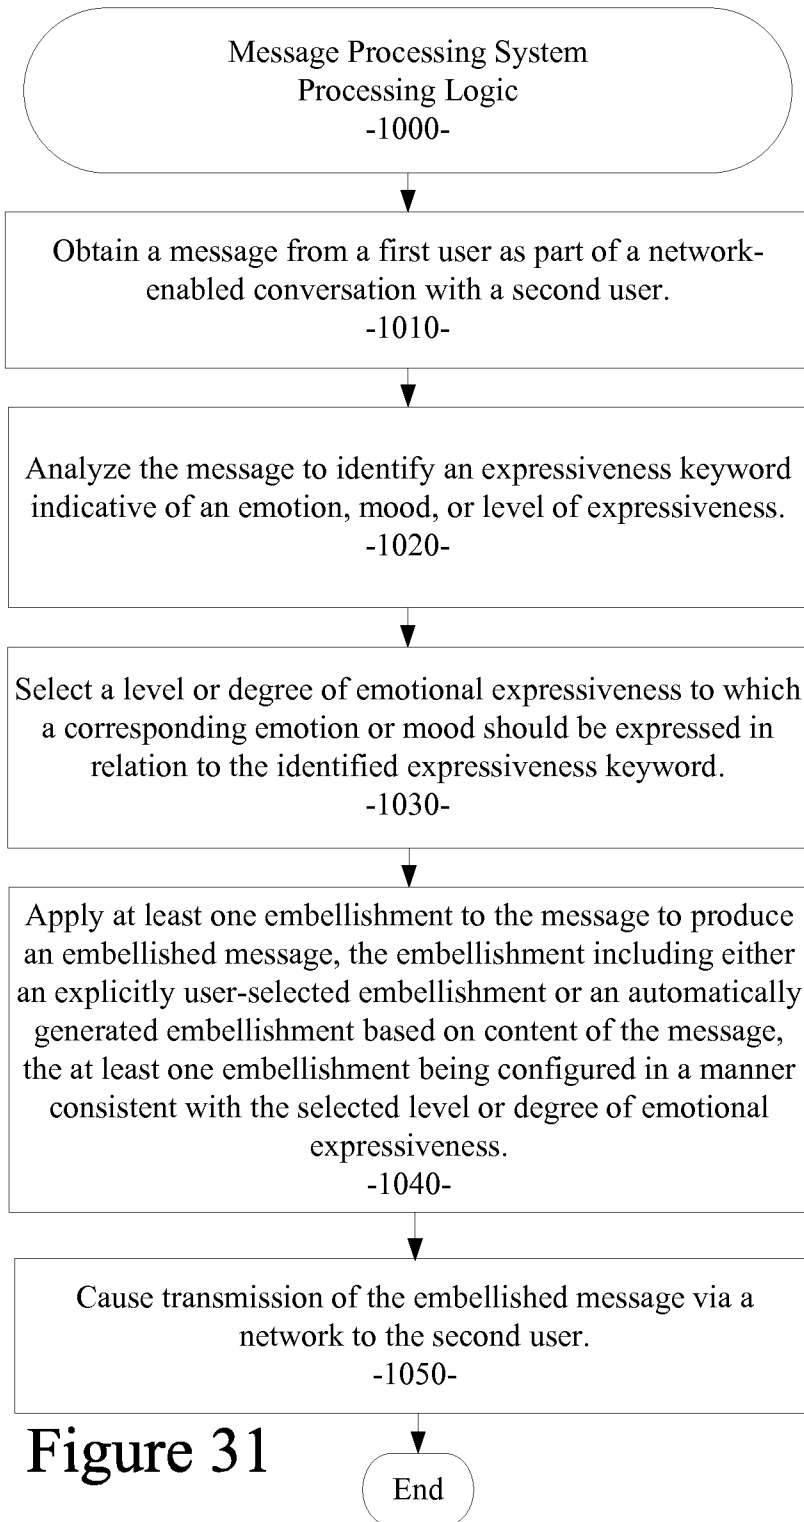 Message Processing System
Processing Logic
-1000-
Obtain a message from a first user as part of a network-
enabled conversation with a second user.
-1010-
Analyze the message to identify an expressiveness keyword
indicative of an emotion, mood, or level of expressiveness.
-1020-
Select a level or degree of emotional expressiveness to which
a corresponding emotion or mood should be expressed in
relation to the identified expressiveness keyword.
-1030-
Apply at least one embellishment to the message to produce
an embellished message, the embellishment including either
an explicitly user-selected embellishment or an automatically
generated embellishment based on content of the message,
the at least one embellishment being configured in a manner
consistent with the selected level or degree of emotional
expressiveness.
-1040-
Cause transmission of the embellished message via a
network to the second user.
-1050-
Figure 31
End